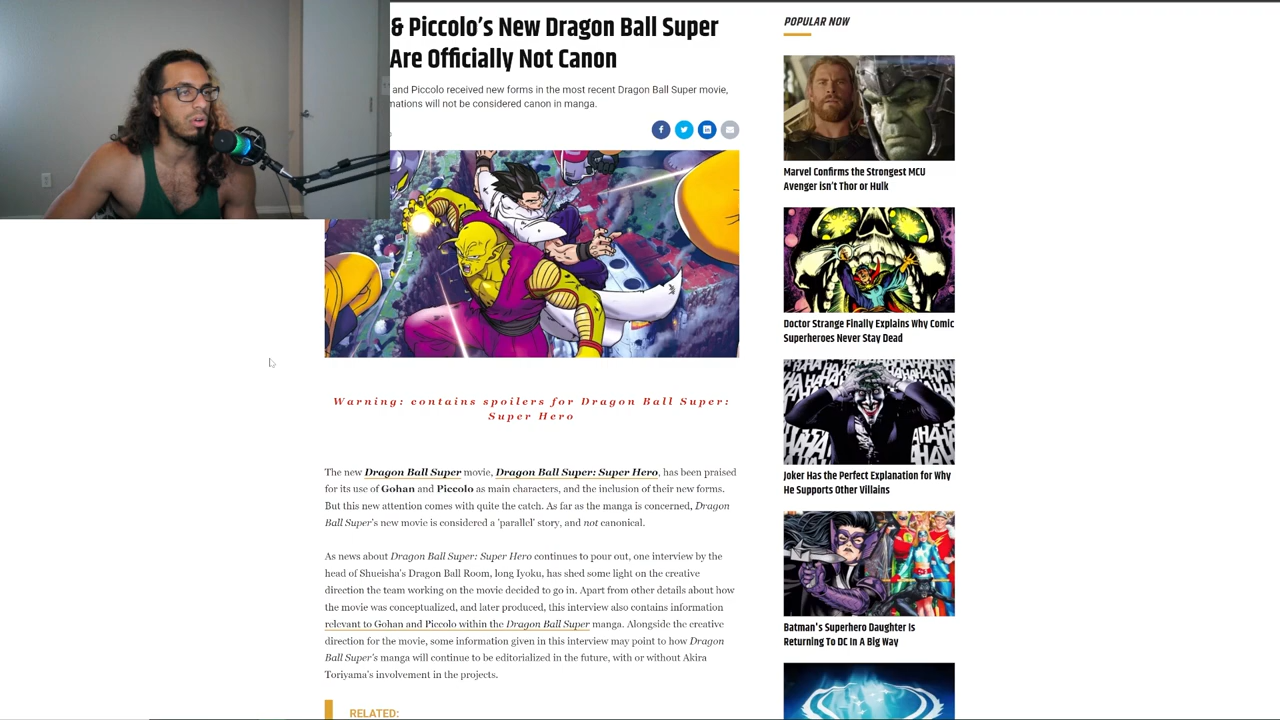 & Piccolo's New Dragon Ball Super
Are Officially Not Canon
and Piccolo received new forms in the most recent Dragon Ball Super movie,
mations will not be considered canon in manga.
Warning: contains spoilers for Dragon Ball Super:
Super Hero
The new Dragon Ball Super movie, Dragon Ball Super: Super Hero, has been praised
for its use of Gohan and Piccolo as main characters, and the inclusion of their new forms.
But this new attention comes with quite the catch. As far as the manga is concerned, Dragon
Ball Super's new movie is considered a 'parallel' story, and not canonical.
As news about Dragon Ball Super: Super Hero continues to pour out, one interview by the
head of Shueisha's Dragon Ball Room, long Iyoku, has shed some light on the creative
direction the team working on the movie decided to go in. Apart from other details about how
the movie was conceptualized, and later produced, this interview also contains information
relevant to Gohan and Piccolo within the Dragon Ball Super manga. Alongside the creative
direction for the movie, some information given in this interview may point to how Dragon
Ball Super's manga will continue to be editorialized in the future, with or without Akira
Toriyama's involvement in the projects.
RELATED:
POPULAR NOW
Marvel Confirms the Strongest MCU
Avenger isn't Thor or Hulk
Doctor Strange Finally Explains Why Comic
Superheroes Never Stay Dead
HAHAHAHA
Joker Has the Perfect Explanation for Why
He Supports Other Villains
Batman's Superhero Daughter Is
Returning To DC In A Big Way